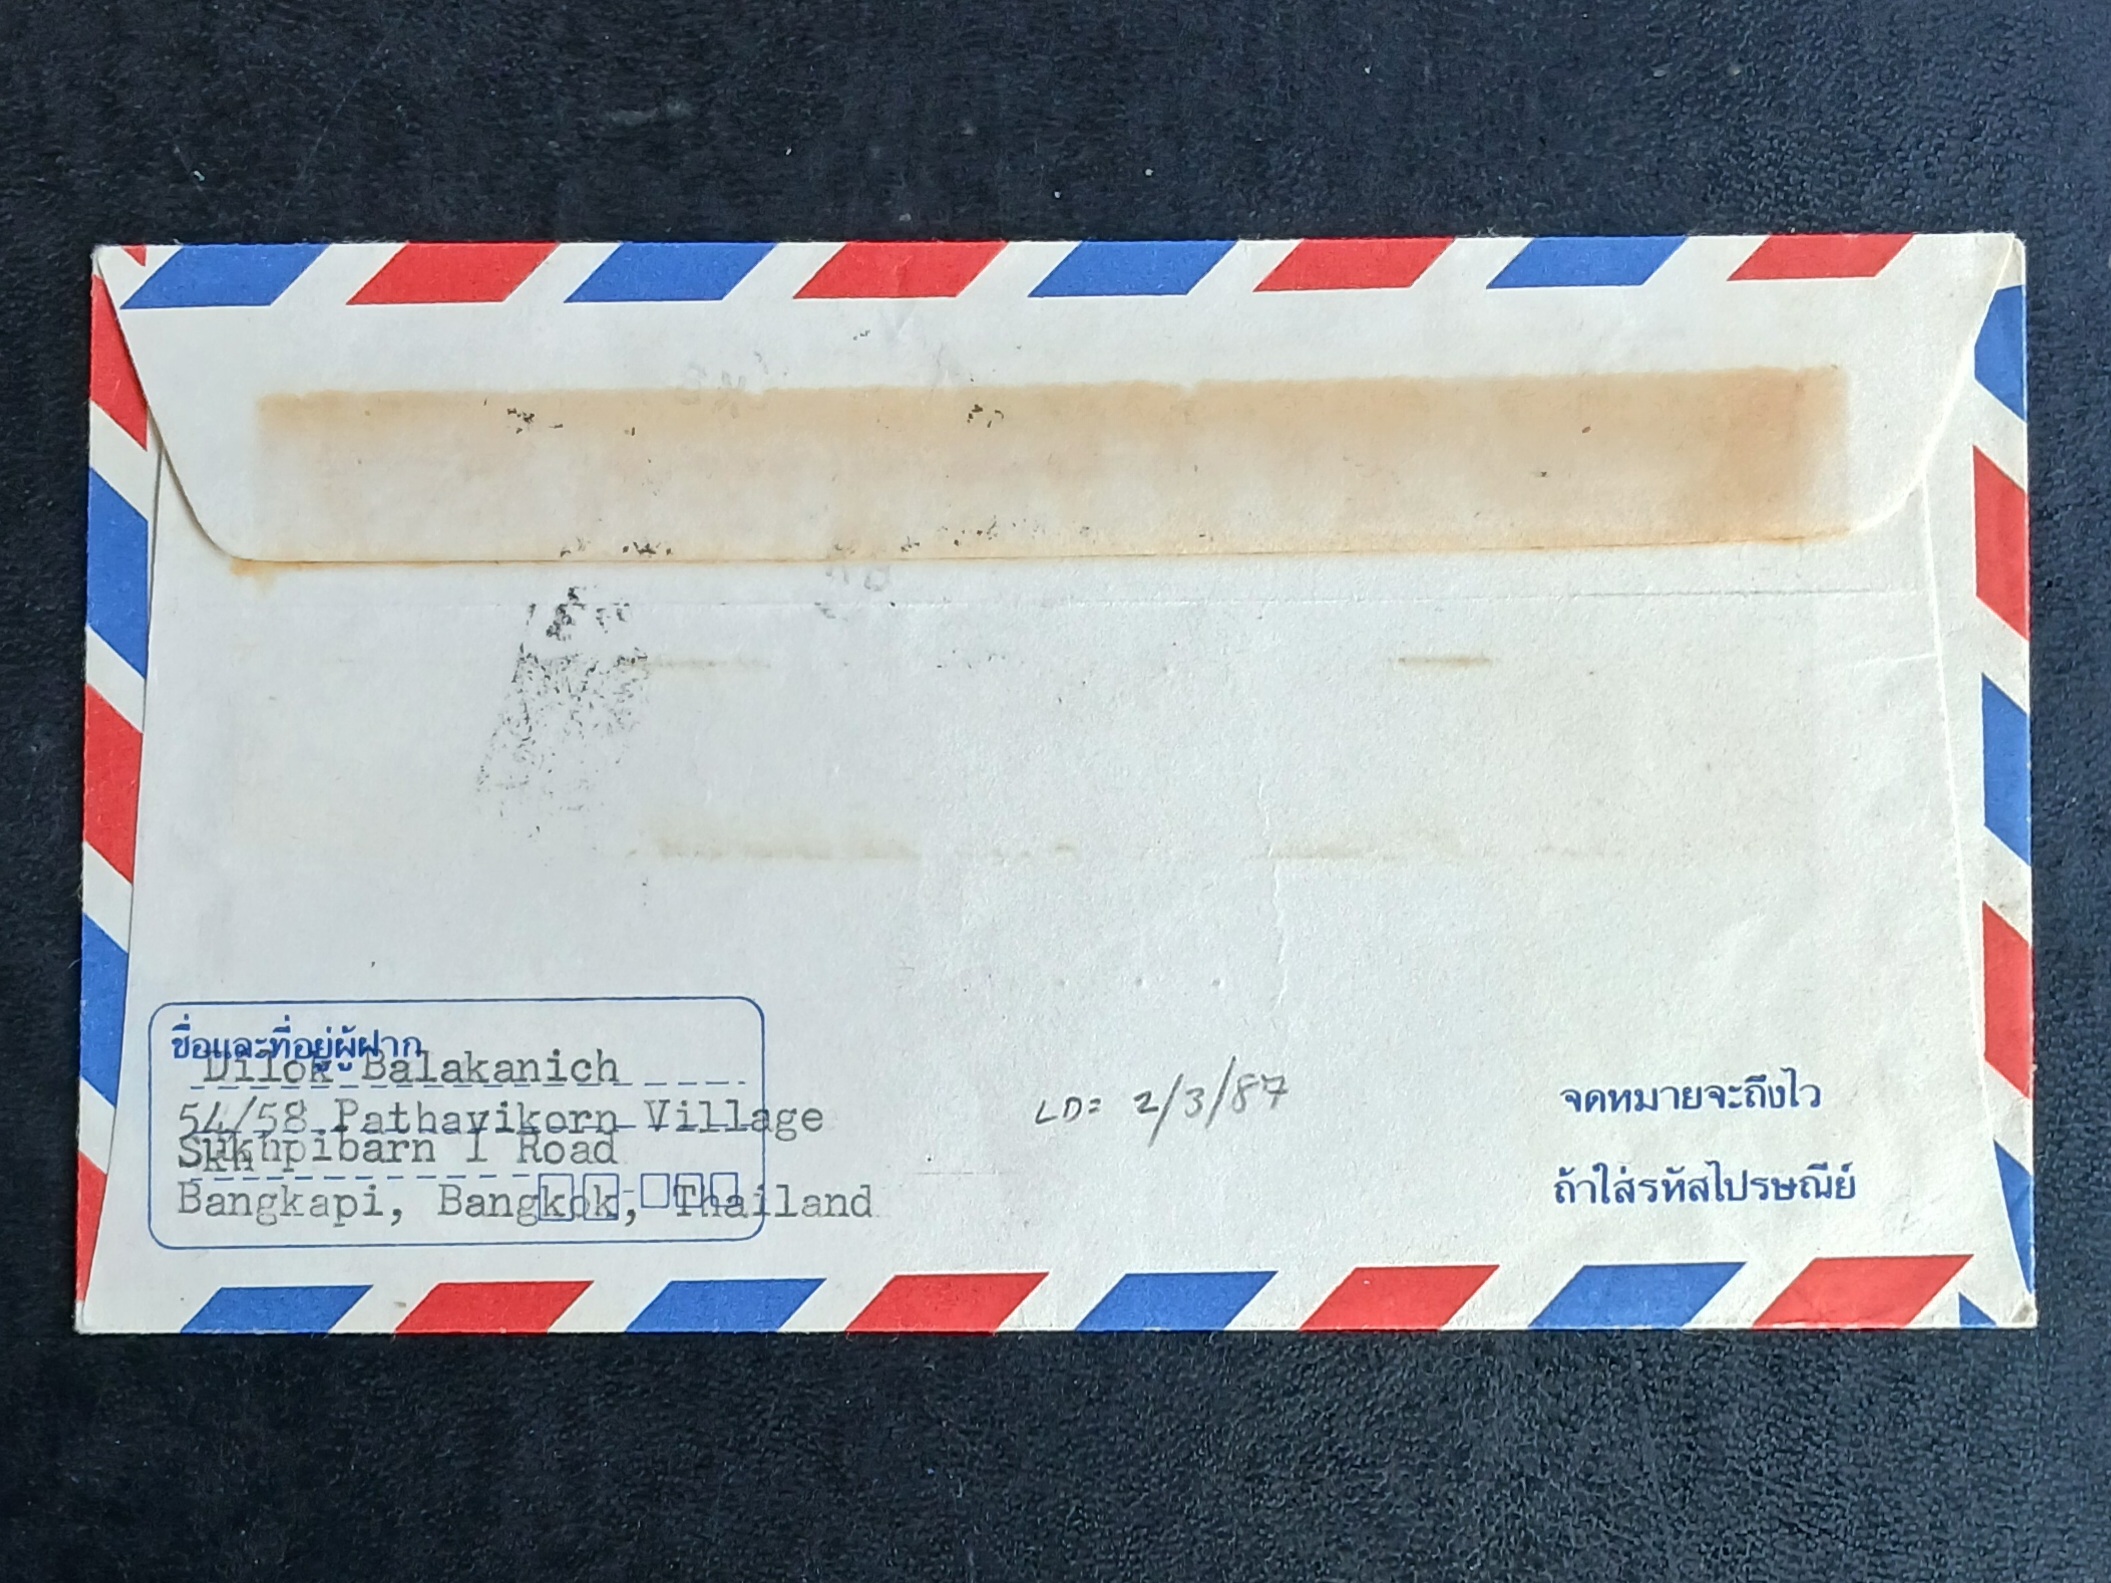 ชื่อและที่อยู่ผู้ฝาก
Dilok Balakanich
54/58 Pathavikorn Village
Sukhapibarn 1 Road
Bangkapi, Bangkok, Thailand
LD= 2/3/87
จดหมายจะถึงไว
ถ้าใส่รหัสไปรษณีย์